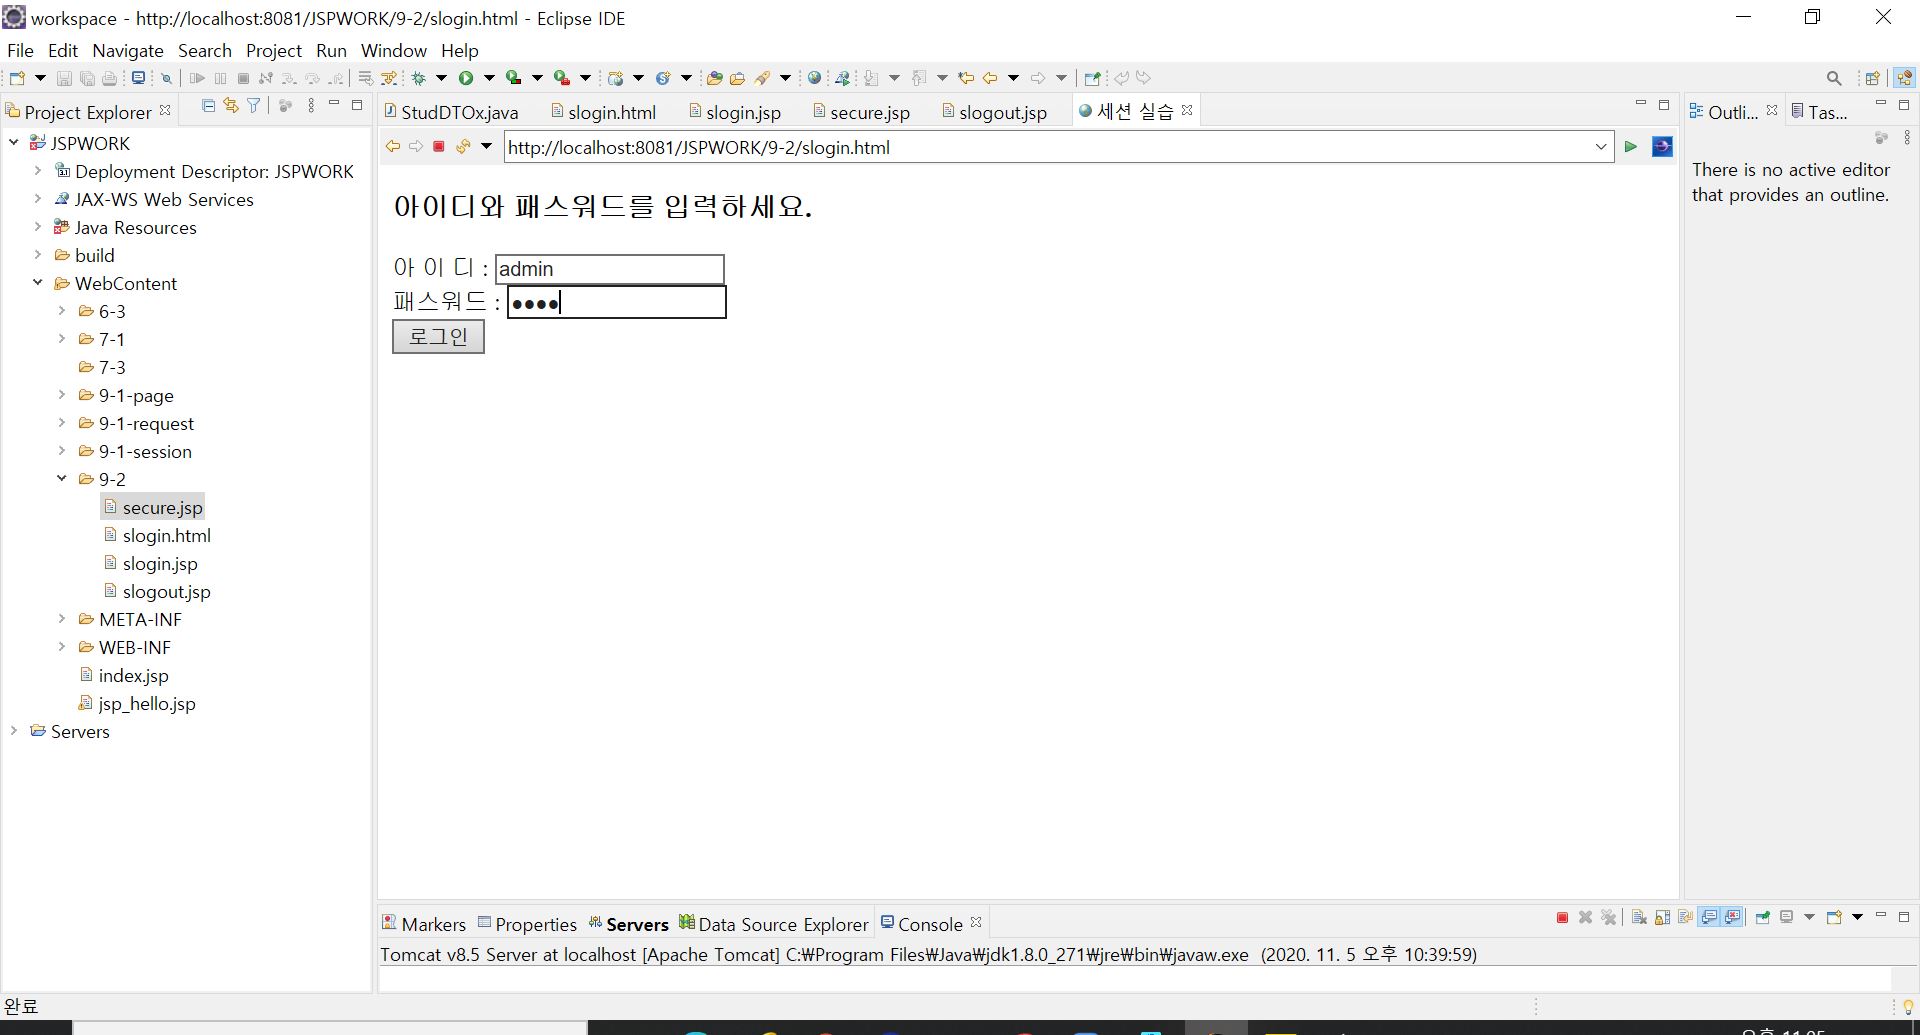 workspace - http://localhost:8081/JSPWORK/9-2/slogin.html - Eclipse IDE
File Edit Navigate Search Project Run Window Help
Project Explorer
JSPWORK
Deployment Descriptor: JSPWORK
JAX-WS Web Services
Java Resources
build
WebContent
6-3
7-1
7-3
9-1-page
9-1-request
9-1-session
9-2
secure.jsp
slogin.html
slogin.jsp
slogout.jsp
META-INF
WEB-INF
index.jsp
jsp_hello.jsp
Servers
StudDTOx.java slogin.html slogin.jsp secure.jsp slogout.jsp 세션 실습
http://localhost:8081/JSPWORK/9-2/slogin.html
아이디와 패스워드를 입력하세요.
아 이 디 : admin
패스워드 : ●●●●
로그인
Outli... Tas...
There is no active editor
that provides an outline.
Markers Properties Servers Data Source Explorer Console
Tomcat v8.5 Server at localhost [Apache Tomcat] C:₩Program Files₩Java₩jdk1.8.0_271₩jre₩bin₩javaw.exe (2020. 11. 5 오후 10:39:59)
완료